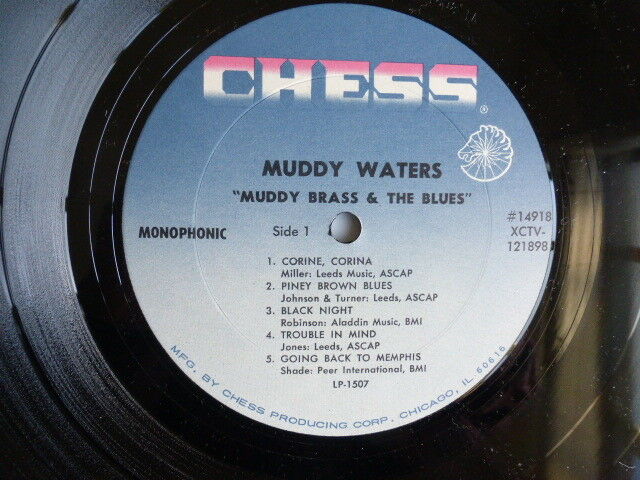 CHESS
®
MUDDY WATERS
"MUDDY BRASS & THE BLUES"
MONOPHONIC
Side 1
#14918
XCTV-
121898
1. CORINE, CORINA
Miller: Leeds Music, ASCAP
2. PINEY BROWN BLUES
Johnson & Turner: Leeds, ASCAP
3. BLACK NIGHT
Robinson: Aladdin Music, BMI
4. TROUBLE IN MIND
Jones: Leeds, ASCAP
5. GOING BACK TO MEMPHIS
Shade: Peer International, BMI
LP-1507
MFG. BY CHESS PRODUCING CORP. CHICAGO, IL 60616